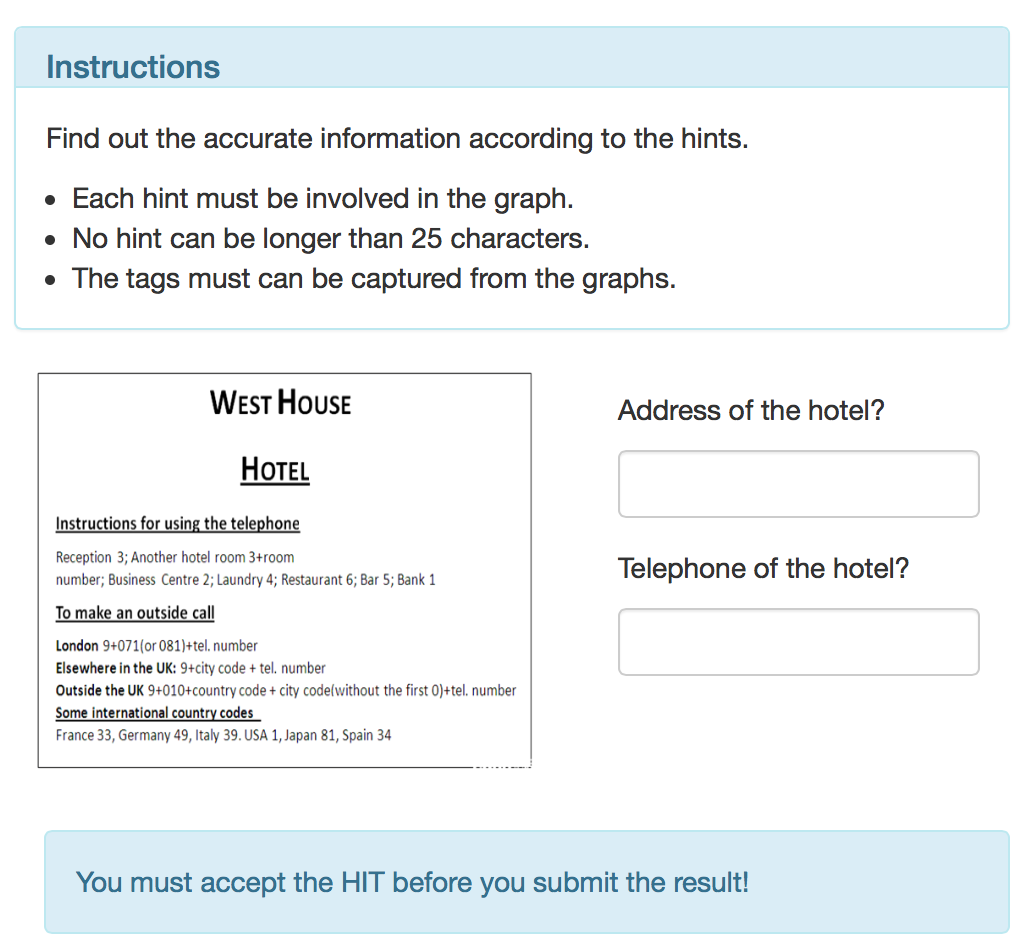 Instructions
Find out the accurate information according to the hints.
Each hint must be involved in the graph.
No hint can be longer than 25 characters.
The tags must can be captured from the graphs.
WEST HOUSE
HOTEL
Instructions for using the telephone
Reception 3; Another hotel room 3+room
number; Business Centre 2; Laundry 4; Restaurant 6; Bar 5; Bank 1
To make an outside call
London 9+071(or 081)+tel. number
Elsewhere in the UK: 9+city code + tel. number
Outside the UK 9+010+country code + city code(without the first 0)+tel. number
Some international country codes
France 33, Germany 49, Italy 39. USA 1, Japan 81, Spain 34
Address of the hotel?
Telephone of the hotel?
You must accept the HIT before you submit the result!